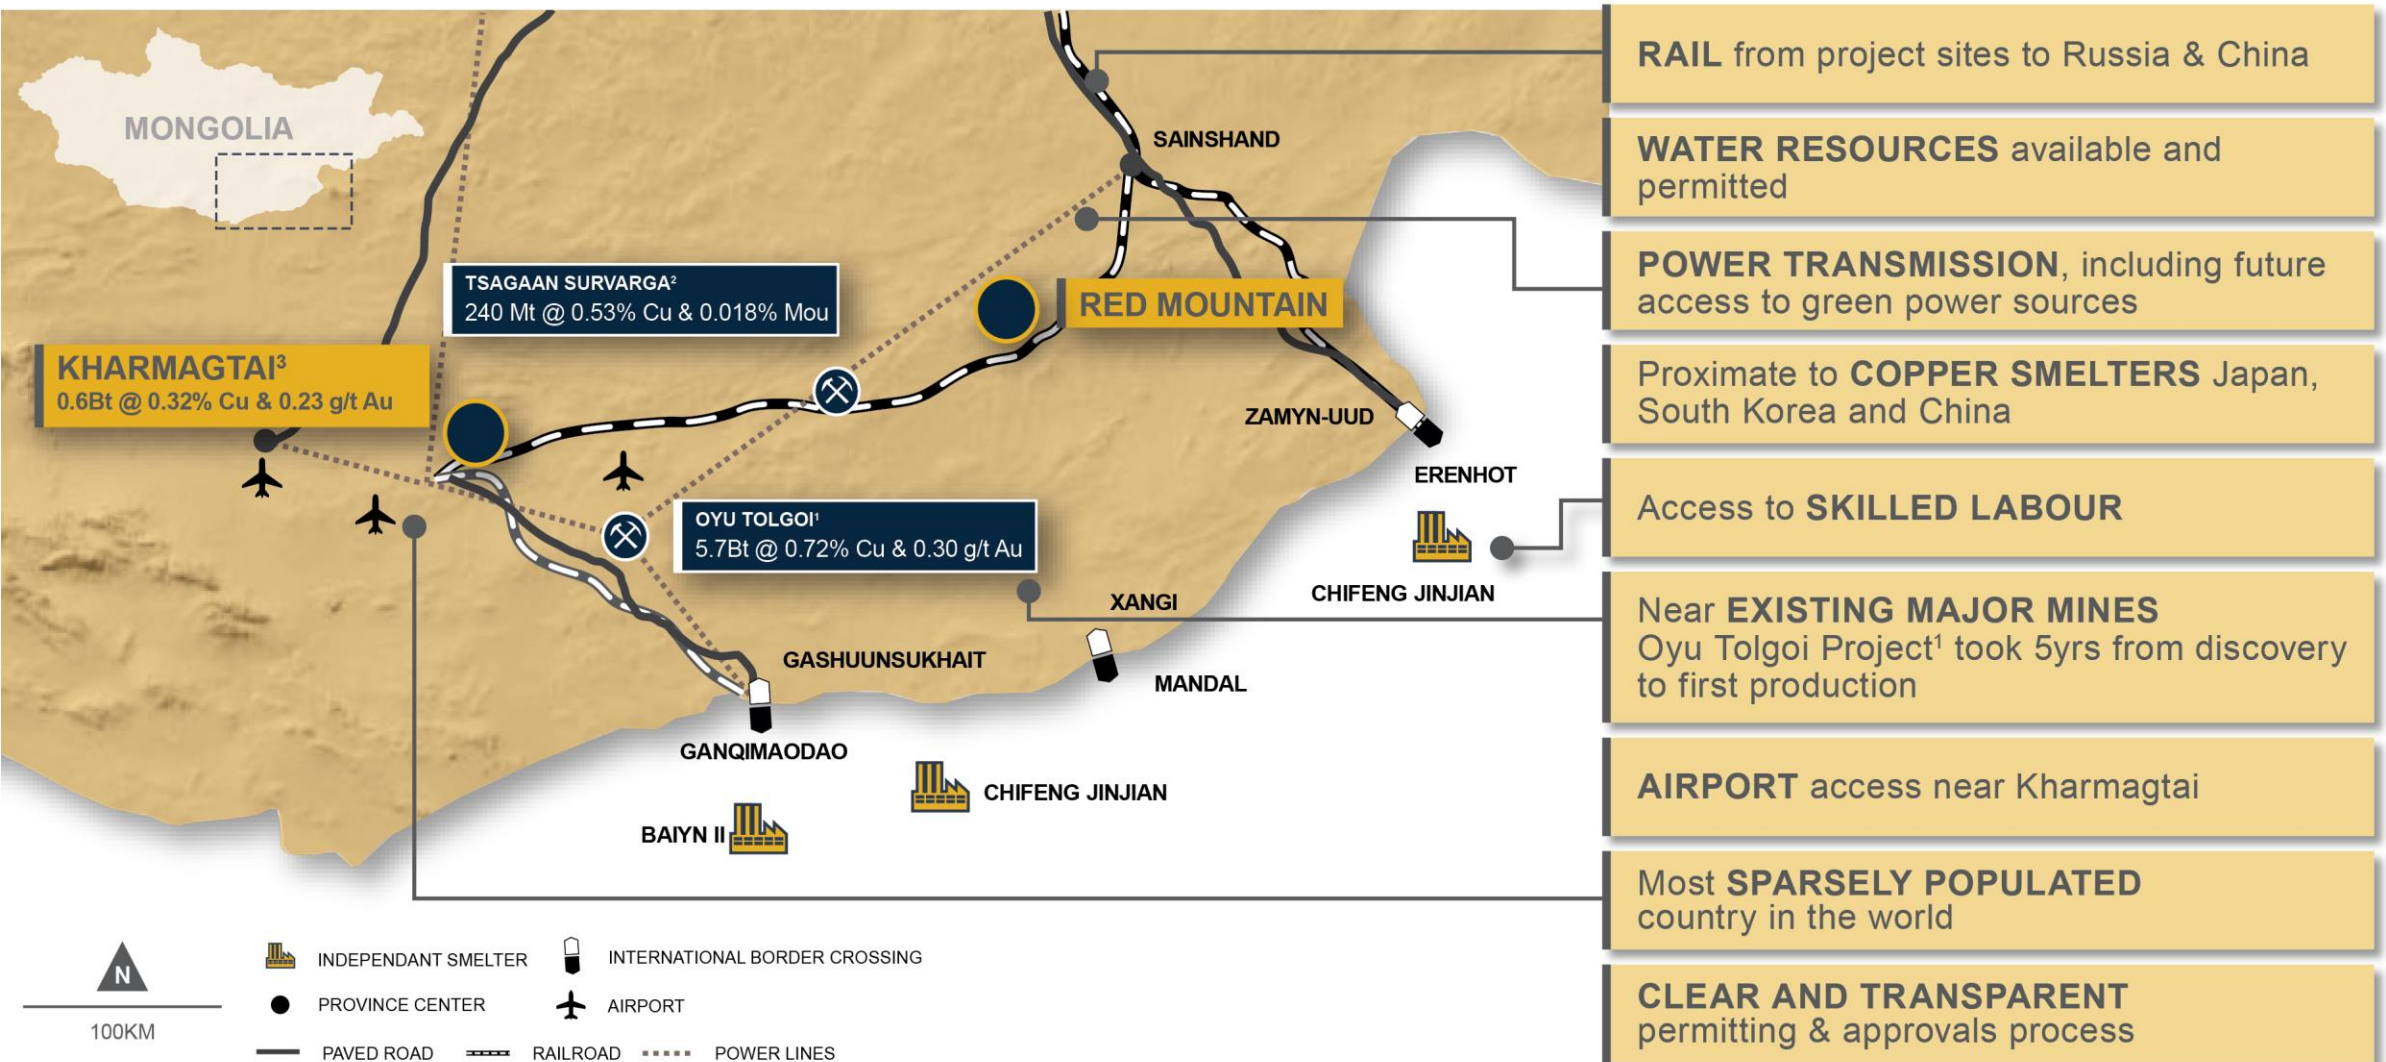 MONGOLIA
SAINSHAND
TSAGAAN SURVARGA²
240 Mt @ 0.53% Cu & 0.018% Mou
RED MOUNTAIN
KHARMAGTAI³
0.6Bt @ 0.32% Cu & 0.23 g/t Au
ZAMYN-UUD
ERENHOT
OYU TOLGOI¹
5.7Bt @ 0.72% Cu & 0.30 g/t Au
CHIFENG JINJIAN
XANGI
GASHUUNSUKHAIT
MANDAL
GANQIMAODAO
CHIFENG JINJIAN
BAIYN II
N
100KM
INDEPENDANT SMELTER
INTERNATIONAL BORDER CROSSING
PROVINCE CENTER
AIRPORT
PAVED ROAD
RAILROAD
POWER LINES
RAIL from project sites to Russia & China
WATER RESOURCES available and
permitted
POWER TRANSMISSION, including future
access to green power sources
Proximate to COPPER SMELTERS Japan,
South Korea and China
Access to SKILLED LABOUR
Near EXISTING MAJOR MINES
Oyu Tolgoi Project¹ took 5yrs from discovery
to first production
AIRPORT access near Kharmagtai
Most SPARSELY POPULATED
country in the world
CLEAR AND TRANSPARENT
permitting & approvals process